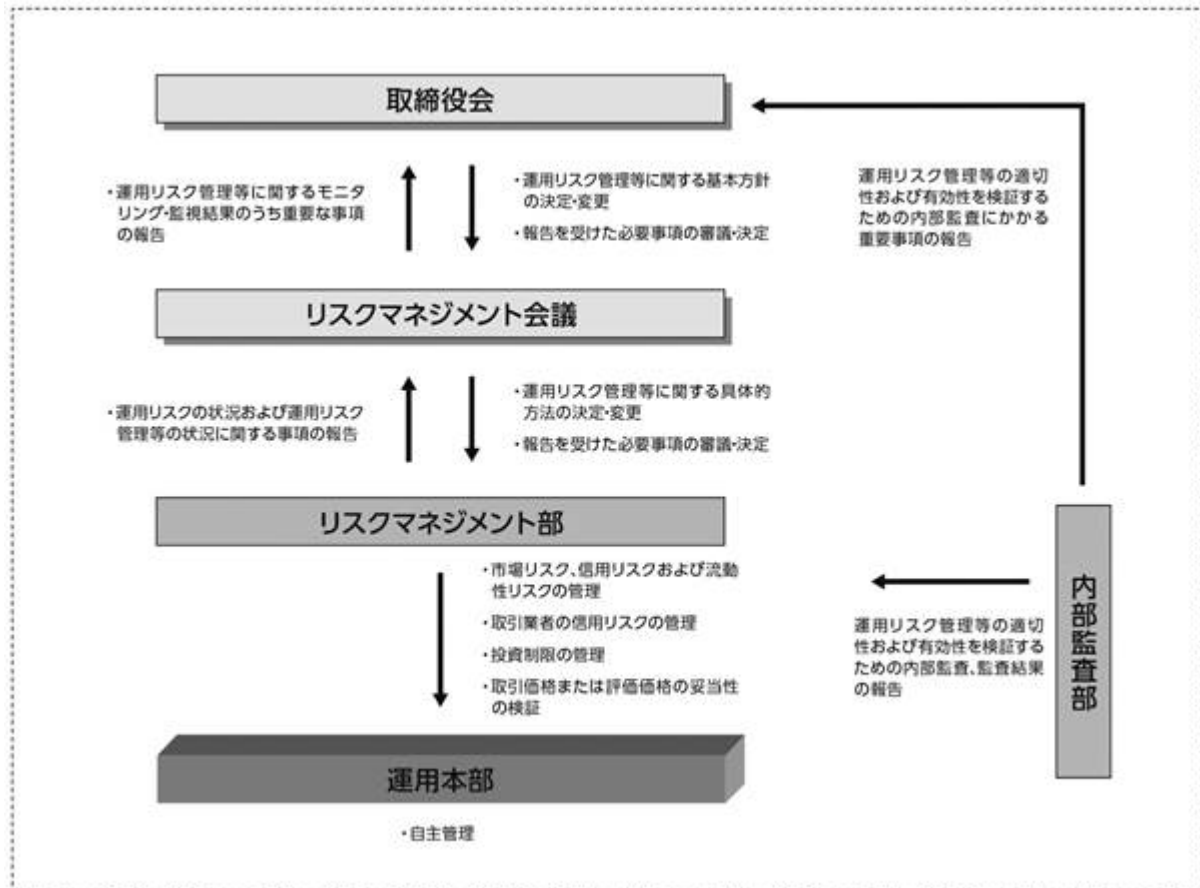 取締役会
・運用リスク管理等に関するモニタ
リング・監視結果のうち重要な事項
の報告
・運用リスク管理等に関する基本方針
の決定・変更
・報告を受けた必要事項の審議・決定
運用リスク管理等の適切
性および有効性を検証する
ための内部監査にかかる
重要事項の報告
リスクマネジメント会議
・運用リスクの状況および運用リスク
管理等の状況に関する事項の報告
・運用リスク管理等に関する具体的
方法の決定・変更
・報告を受けた必要事項の審議・決定
リスクマネジメント部
・市場リスク、信用リスクおよび流動
性リスクの管理
・取引業者の信用リスクの管理
・投資制限の管理
・取引価格または評価価格の妥当性
の検証
運用リスク管理等の適切
性および有効性を検証する
ための内部監査、監査結果
の報告
内部監査部
運用本部
・自主管理